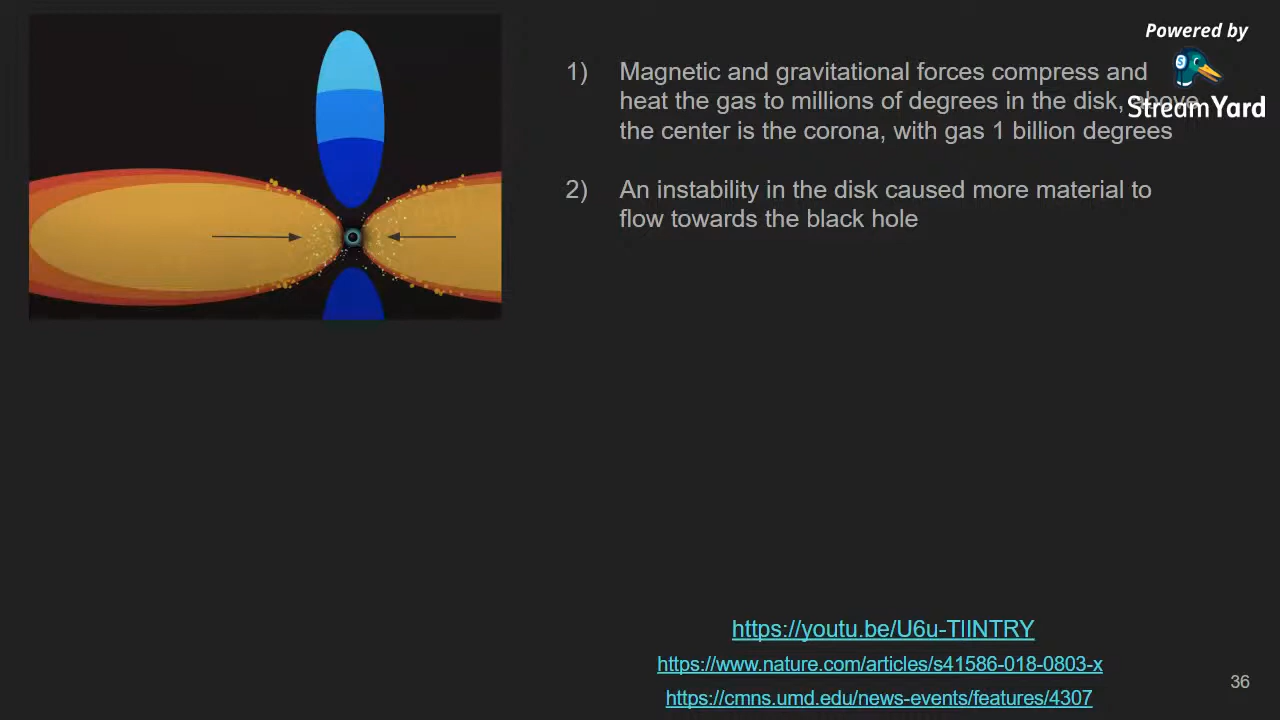 Powered by
StreamYard
1) Magnetic and gravitational forces compress and
heat the gas to millions of degrees in the disk, above
the center is the corona, with gas 1 billion degrees
2) An instability in the disk caused more material to
flow towards the black hole
https://youtu.be/U6u-TIINTRY
https://www.nature.com/articles/s41586-018-0803-x
https://cmns.umd.edu/news-events/features/4307
36